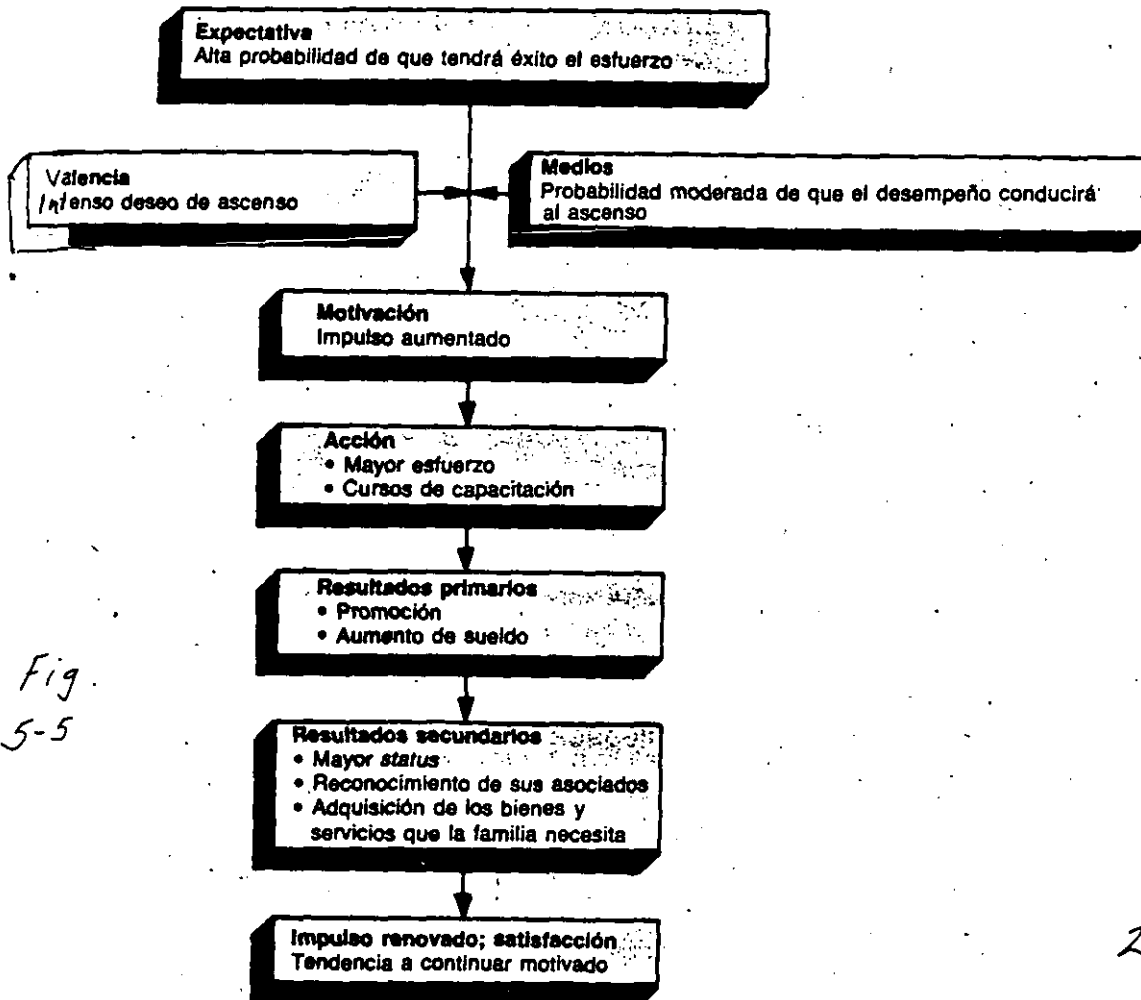 Expectativa
Alta probabilidad de que tendrá éxito el esfuerzo
Valencia
Intenso deseo de ascenso
Medios
Probabilidad moderada de que el desempeño conducirá
al ascenso
Motivación
Impulso aumentado
Acción
• Mayor esfuerzo
• Cursos de capacitación
Resultados primarios
• Promoción
• Aumento de sueldo
Fig.
5-5
Resultados secundarios
• Mayor status
• Reconocimiento de sus asociados
• Adquisición de los bienes y
servicios que la familia necesita
Impulso renovado; satisfacción
Tendencia a continuar motivado
2